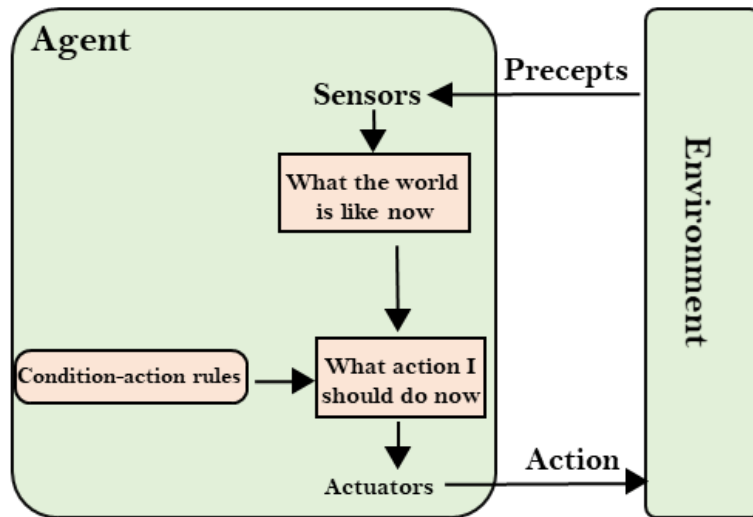 Agent
Precepts
Sensors
What the world
is like now
Environment
Condition-action rules
What action I
should do now
Action
Actuators